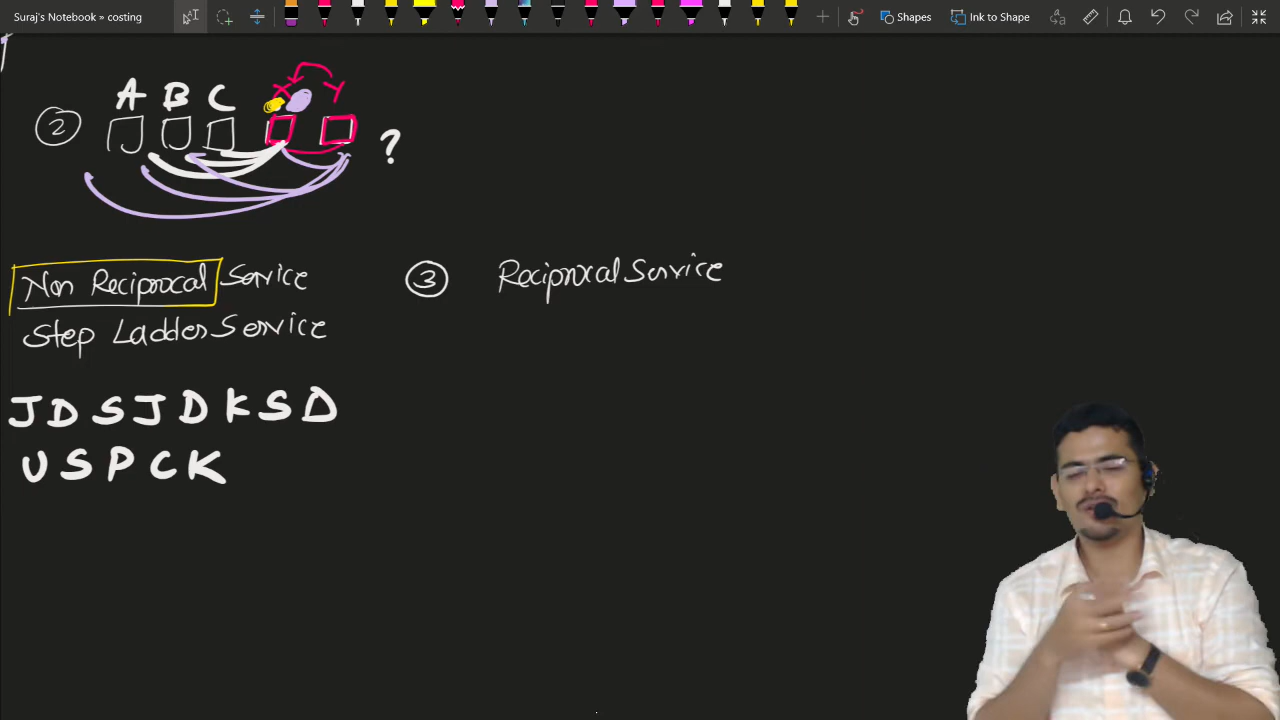 Suraj's Notebook » costing
Shapes
Ink to Shape
X Y
A B C
② ?
Non Reciprocal Service
Step Ladder Service
③ Reciprocal Service
J D S J D K S D
U S P C K